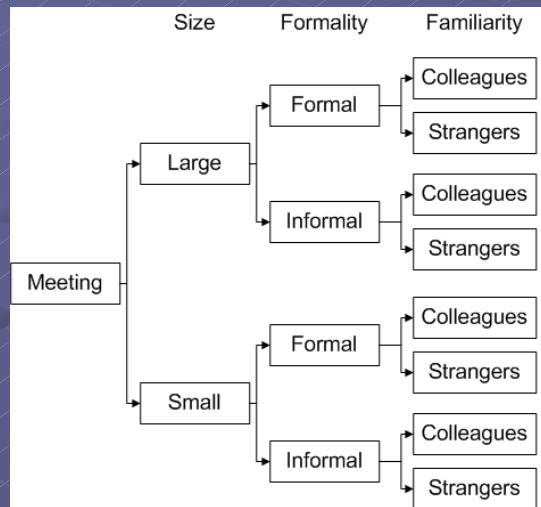 Size Formality Familiarity
Colleagues
Formal
Strangers
Large
Colleagues
Informal
Strangers
Meeting
Colleagues
Formal
Strangers
Small
Colleagues
Informal
Strangers